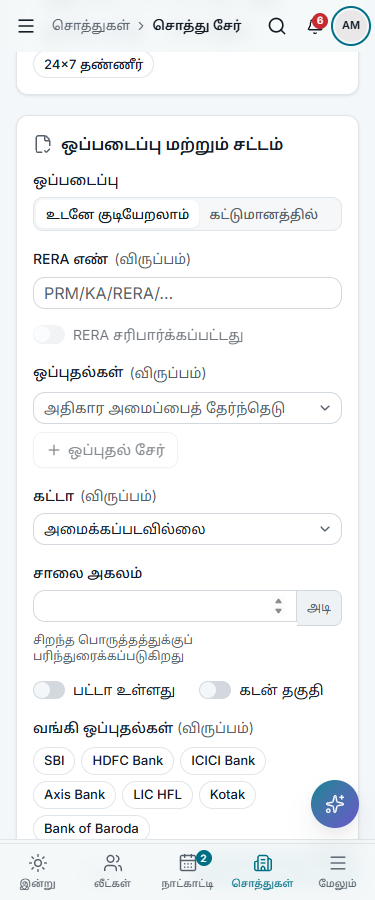 சொத்துகள் > சொத்து சேர் 6 AM
24×7 தண்ணீர்
ஒப்படைப்பு மற்றும் சட்டம்
ஒப்படைப்பு
உடனே குடியேறலாம் கட்டுமானத்தில்
RERA எண் (விருப்பம்)
PRM/KA/RERA/...
RERA சரிபார்க்கப்பட்டது
ஒப்புதல்கள் (விருப்பம்)
அதிகார அமைப்பைத் தேர்ந்தெடு
+ ஒப்புதல் சேர்
கட்டா (விருப்பம்)
அமைக்கப்படவில்லை
சாலை அகலம்
அடி
சிறந்த பொருத்தத்துக்குப்
பரிந்துரைக்கப்படுகிறது
பட்டா உள்ளது கடன் தகுதி
வங்கி ஒப்புதல்கள் (விருப்பம்)
SBI HDFC Bank ICICI Bank
Axis Bank LIC HFL Kotak
Bank of Baroda
2
இன்று லீட்கள் நாட்காட்டி சொத்துகள் மேலும்